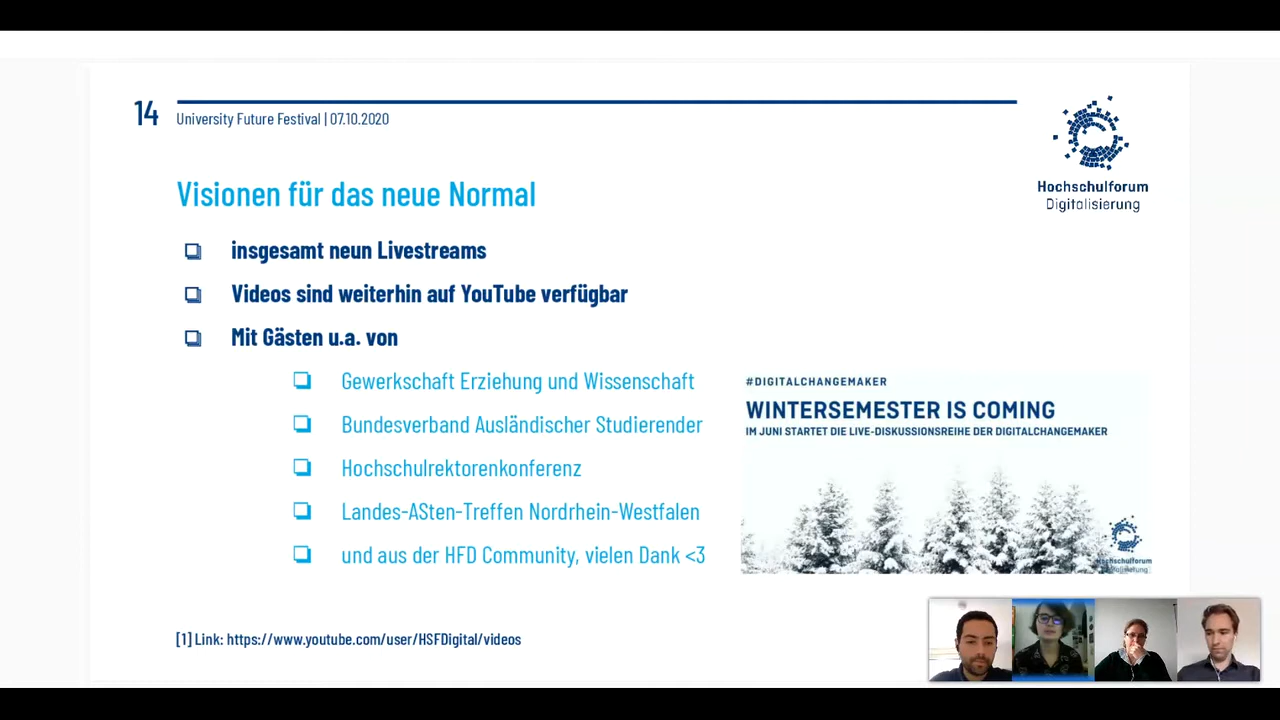 14
University Future Festival | 07.10.2020
Hochschulforum
Digitalisierung
Visionen für das neue Normal
insgesamt neun Livestreams
Videos sind weiterhin auf YouTube verfügbar
Mit Gästen u.a. von
Gewerkschaft Erziehung und Wissenschaft
Bundesverband Ausländischer Studierender
Hochschulrektorenkonferenz
Landes-ASten-Treffen Nordrhein-Westfalen
und aus der HFD Community, vielen Dank <3
#DIGITALCHANGEMAKER
WINTERSEMESTER IS COMING
IM JUNI STARTET DIE LIVE-DISKUSSIONSREIHE DER DIGITALCHANGEMAKER
Hochschulforum
Digitalisierung
[1] Link: https://www.youtube.com/user/HSFDigital/videos